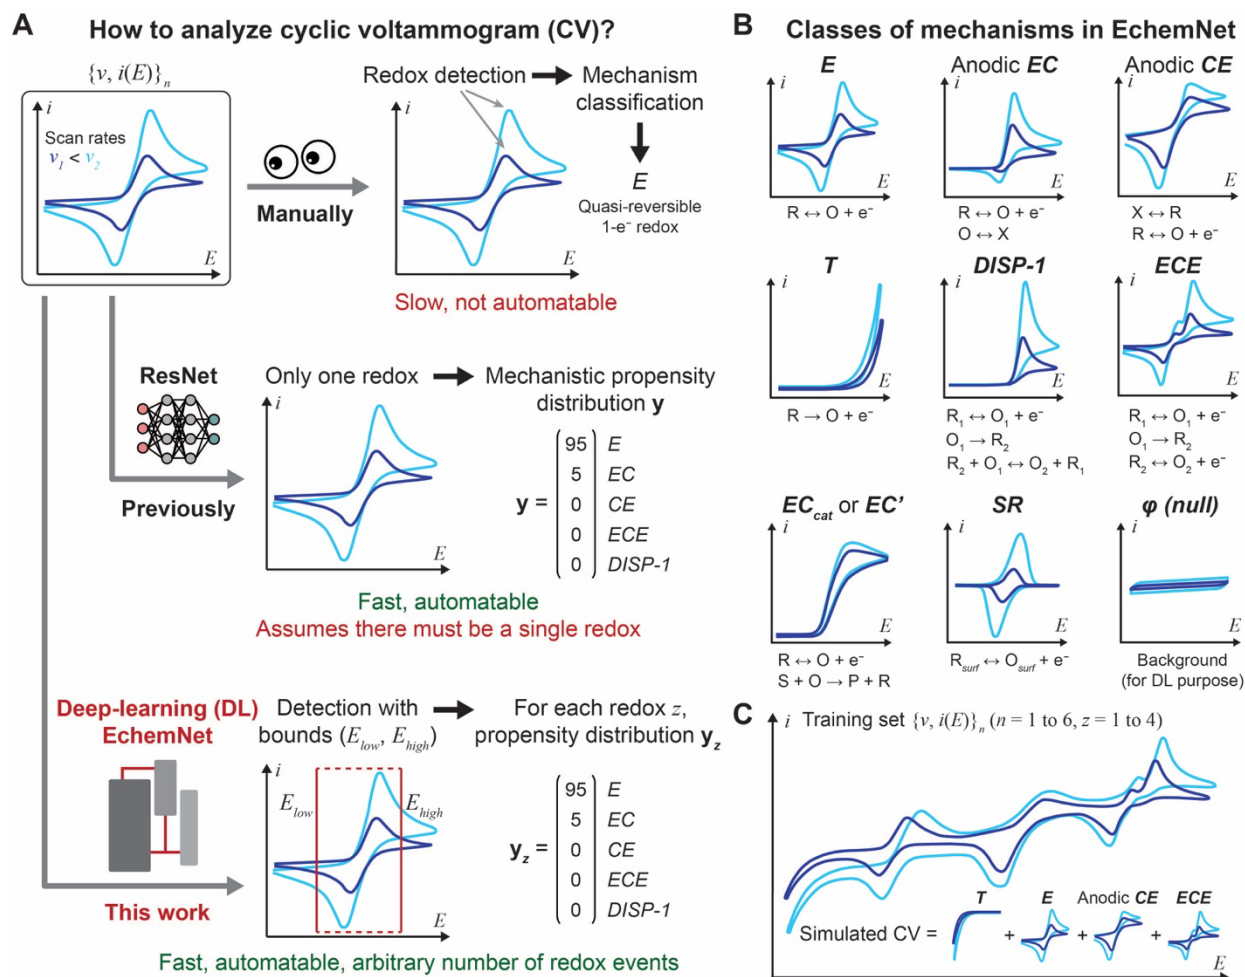 A
How to analyze cyclic voltammogram (CV)?
{v, i(E)}n
i
Scan rates
v1 < v2
E
Manually
Redox detection
Mechanism
classification
i
E
E
Quasi-reversible
1-e⁻ redox
Slow, not automatable
ResNet
Previously
Only one redox
Mechanistic propensity
distribution y
i
E
y =
95 E
5 EC
0 CE
0 ECE
0 DISP-1
Fast, automatable
Assumes there must be a single redox
Deep-learning (DL)
EchemNet
This work
Detection with
bounds (Elow, Ehigh)
For each redox z,
propensity distribution yz
i
Elow
Ehigh
E
yz =
95 E
5 EC
0 CE
0 ECE
0 DISP-1
Fast, automatable, arbitrary number of redox events
B
Classes of mechanisms in EchemNet
E
i
E
R ↔ O + e⁻
Anodic EC
i
E
R ↔ O + e⁻
O ↔ X
Anodic CE
i
E
X ↔ R
R ↔ O + e⁻
T
i
E
R → O + e⁻
DISP-1
i
E
R1 ↔ O1 + e⁻
O1 → R2
R2 + O1 ↔ O2 + R1
ECE
i
E
R1 ↔ O1 + e⁻
O1 → R2
R2 ↔ O2 + e⁻
ECcat or EC’
i
E
R ↔ O + e⁻
S + O → P + R
SR
i
E
Rsurf ↔ Osurf + e⁻
φ (null)
i
E
Background
(for DL purpose)
C
i
Training set {v, i(E)}n (n = 1 to 6, z = 1 to 4)
T
E
Anodic CE
ECE
Simulated CV = + + +
E